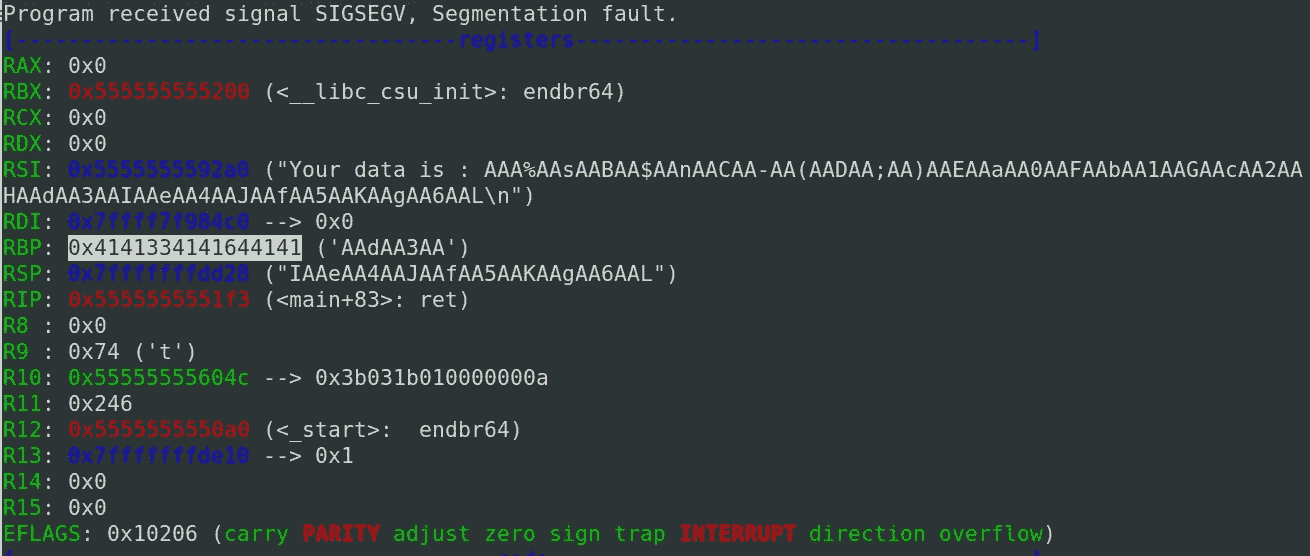 Program received signal SIGSEGV, Segmentation fault.
[----------------------------------registers-----------------------------------]
RAX: 0x0
RBX: 0x555555555200 (<__libc_csu_init>: endbr64)
RCX: 0x0
RDX: 0x0
RSI: 0x5555555592a0 ("Your data is : AAA%AAsAABAA$AAnAACAA-AA(AADAA;AA)AAEAAaAA0AAFAAbAA1AAGAAcAA2AA
HAAdAA3AAIAAeAA4AAJAAfAA5AAKAAgAA6AAL\n")
RDI: 0x7ffff7f984c0 --> 0x0
RBP: 0x4141334141644141 ('AAdAA3AA')
RSP: 0x7fffffffdd28 ("IAAeAA4AAJAAfAA5AAKAAgAA6AAL")
RIP: 0x5555555551f3 (<main+83>: ret)
R8 : 0x0
R9 : 0x74 ('t')
R10: 0x55555555604c --> 0x3b031b010000000a
R11: 0x246
R12: 0x5555555550a0 (<_start>:  endbr64)
R13: 0x7fffffffde10 --> 0x1
R14: 0x0
R15: 0x0
EFLAGS: 0x10206 (carry PARITY adjust zero sign trap INTERRUPT direction overflow)